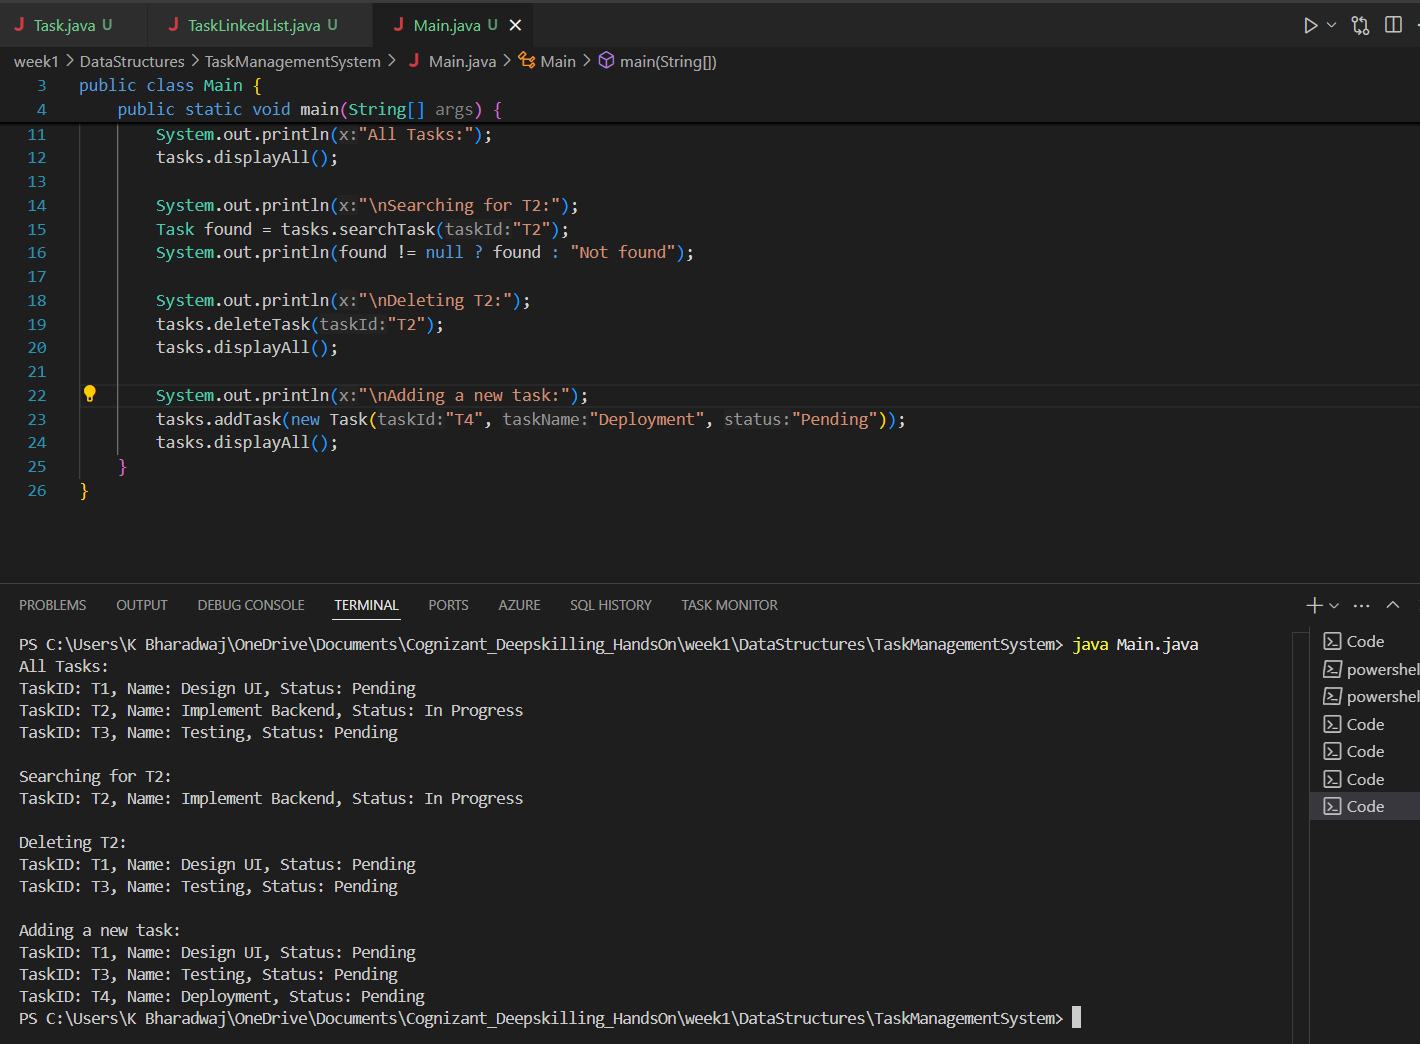 Task.java U TaskLinkedList.java U Main.java U
week1 > DataStructures > TaskManagementSystem > Main.java > Main > main(String[])
3 public class Main {
4 public static void main(String[] args) {
11 System.out.println(x:"All Tasks:");
12 tasks.displayAll();
13
14 System.out.println(x:"\nSearching for T2:");
15 Task found = tasks.searchTask(taskId:"T2");
16 System.out.println(found != null ? found : "Not found");
17
18 System.out.println(x:"\nDeleting T2:");
19 tasks.deleteTask(taskId:"T2");
20 tasks.displayAll();
21
22 System.out.println(x:"\nAdding a new task:");
23 tasks.addTask(new Task(taskId:"T4", taskName:"Deployment", status:"Pending"));
24 tasks.displayAll();
25 }
26 }
PROBLEMS OUTPUT DEBUG CONSOLE TERMINAL PORTS AZURE SQL HISTORY TASK MONITOR
PS C:\Users\K Bharadwaj\OneDrive\Documents\Cognizant_Deepskilling_HandsOn\week1\DataStructures\TaskManagementSystem> java Main.java
All Tasks:
TaskID: T1, Name: Design UI, Status: Pending
TaskID: T2, Name: Implement Backend, Status: In Progress
TaskID: T3, Name: Testing, Status: Pending
Searching for T2:
TaskID: T2, Name: Implement Backend, Status: In Progress
Deleting T2:
TaskID: T1, Name: Design UI, Status: Pending
TaskID: T3, Name: Testing, Status: Pending
Adding a new task:
TaskID: T1, Name: Design UI, Status: Pending
TaskID: T3, Name: Testing, Status: Pending
TaskID: T4, Name: Deployment, Status: Pending
PS C:\Users\K Bharadwaj\OneDrive\Documents\Cognizant_Deepskilling_HandsOn\week1\DataStructures\TaskManagementSystem>
Code
powershel
powershel
Code
Code
Code
Code